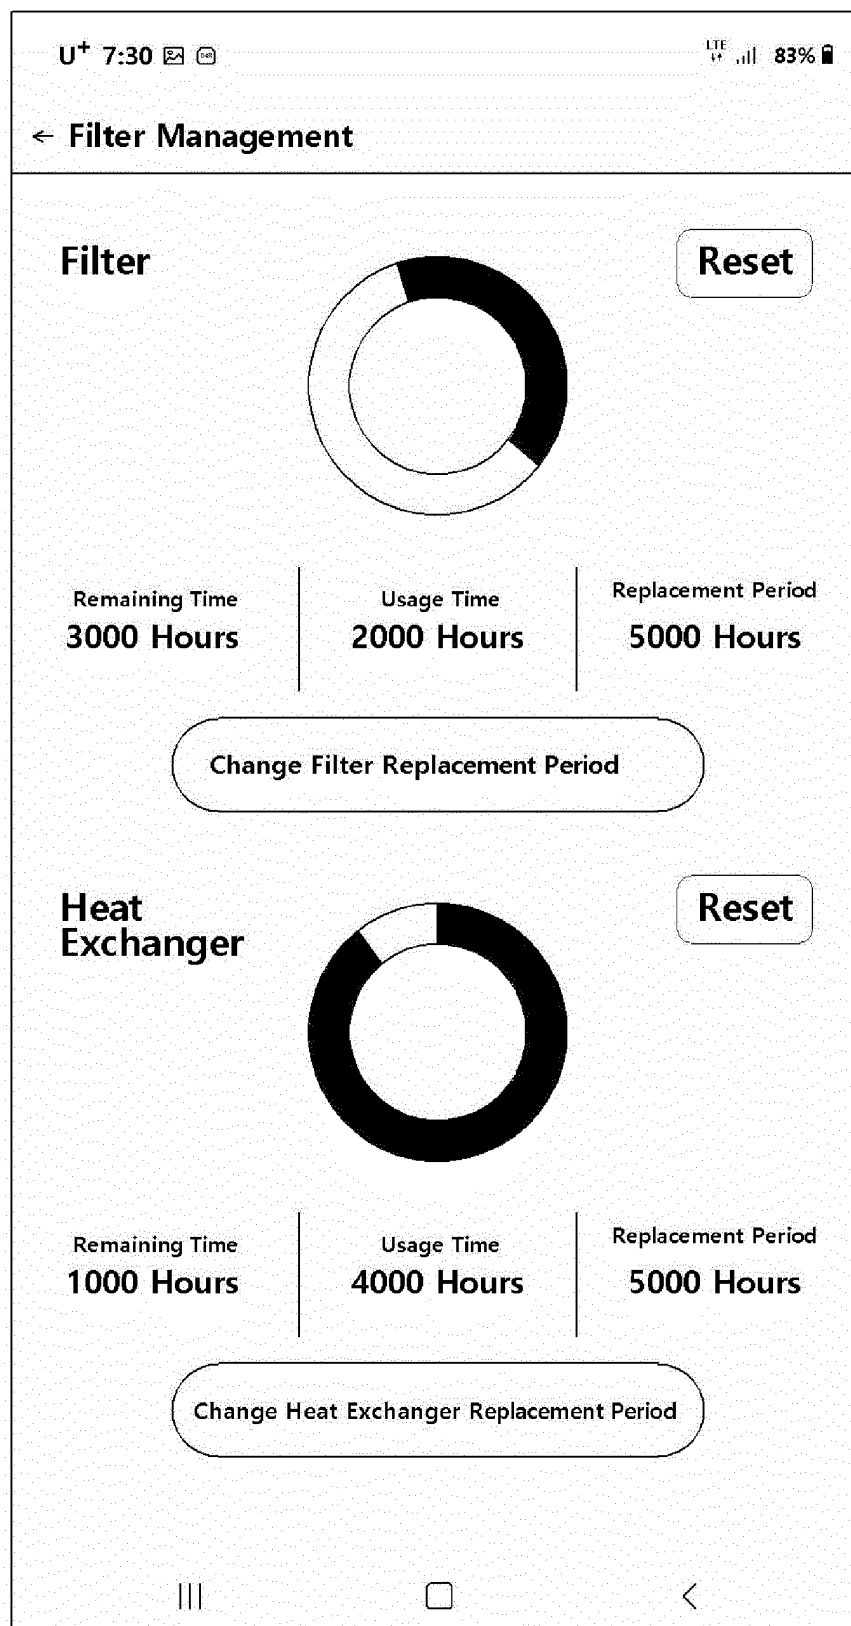 U+ 7:30 LTE 83%
← Filter Management
Filter
Reset
Remaining Time
3000 Hours
Usage Time
2000 Hours
Replacement Period
5000 Hours
Change Filter Replacement Period
Heat
Exchanger
Reset
Remaining Time
1000 Hours
Usage Time
4000 Hours
Replacement Period
5000 Hours
Change Heat Exchanger Replacement Period